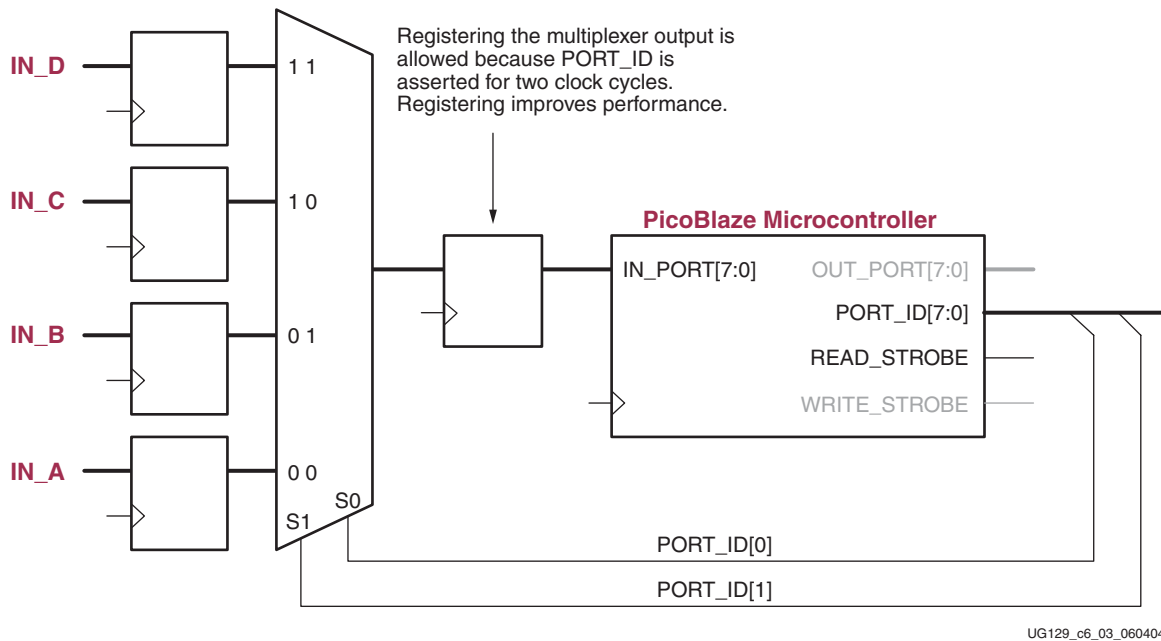 Registering the multiplexer output is
allowed because PORT_ID is
asserted for two clock cycles.
Registering improves performance.
IN_D
1 1
IN_C
1 0
PicoBlaze Microcontroller
IN_PORT[7:0]
OUT_PORT[7:0]
PORT_ID[7:0]
IN_B
0 1
READ_STROBE
WRITE_STROBE
IN_A
0 0
S0
S1
PORT_ID[0]
PORT_ID[1]
UG129_c6_03_060404